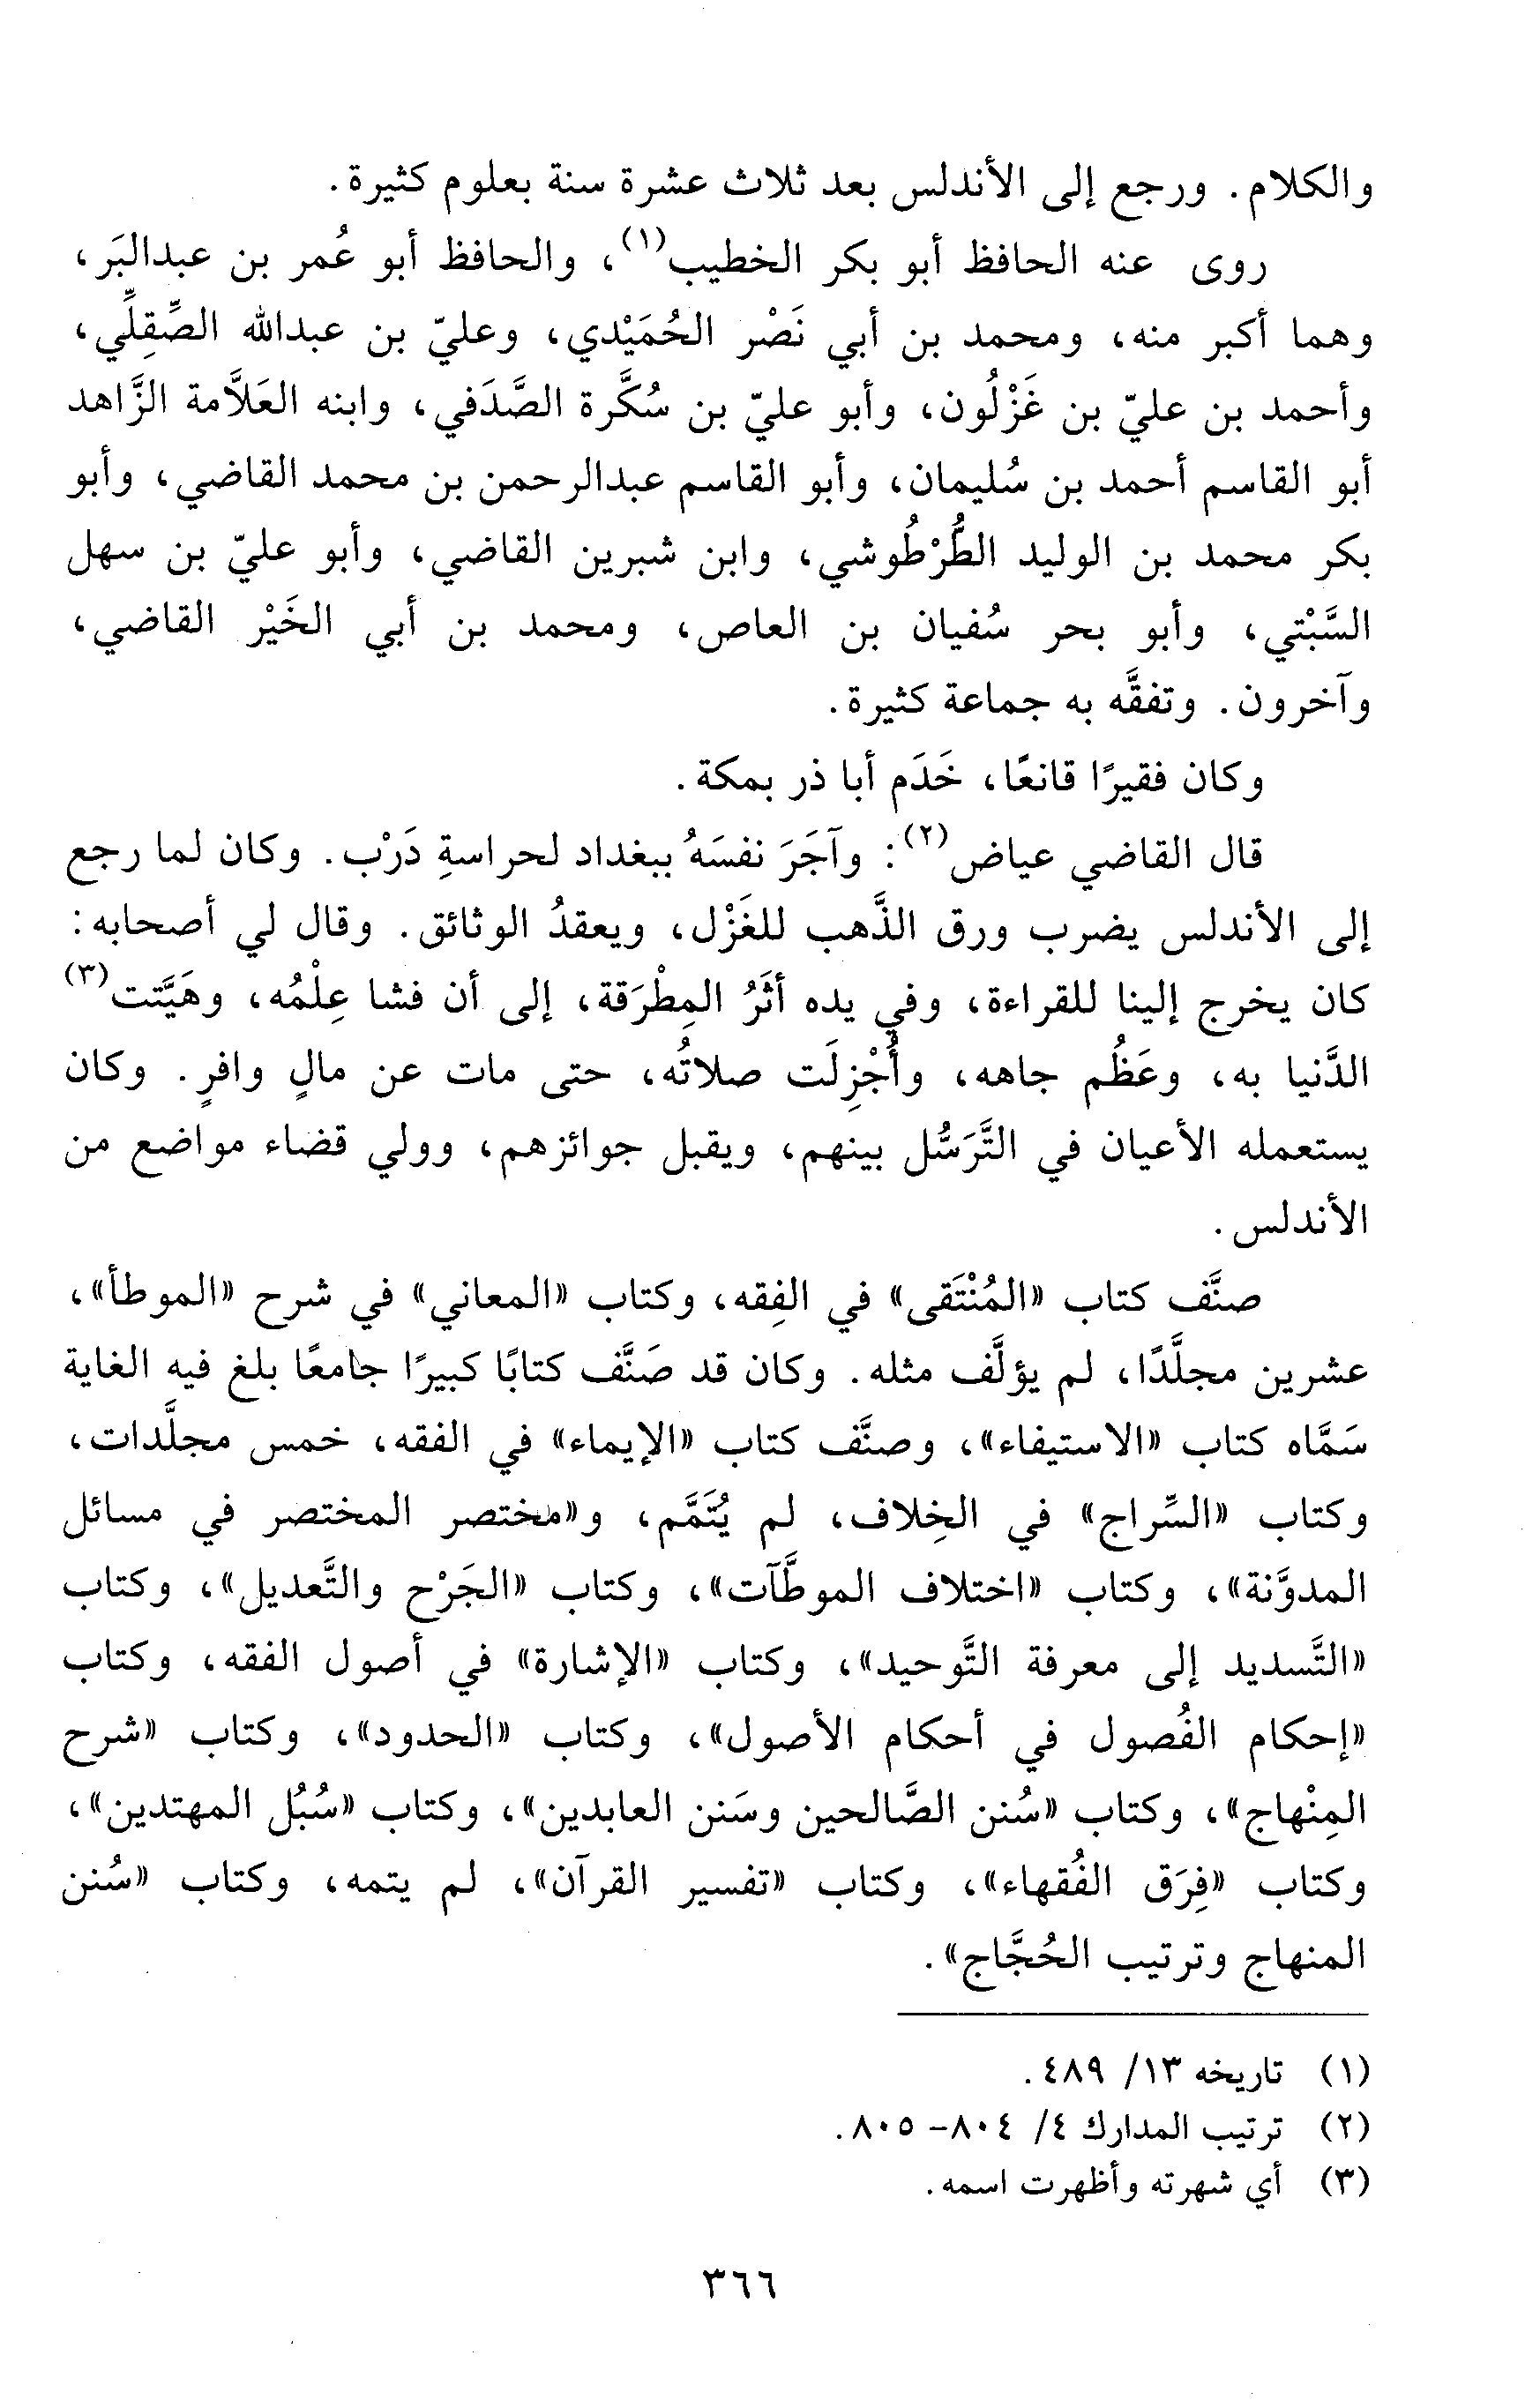 والكلام. ورجع إلى الأندلس بعد ثلاث عشرة سنة بعلوم كثيرة.
روى عنه الحافظ أبو بكر الخطيب(١)، والحافظ أبو عُمر بن عبدالبَر،
وهما أكبر منه، ومحمد بن أبي نَصْر الحُمَيْدي، وعليّ بن عبدالله الصِّقِلِّي،
وأحمد بن عليّ بن غَزْلُون، وأبو عليّ بن سُكَّرة الصَّدَفي، وابنه العَلاَّمة الزَّاهد
أبو القاسم أحمد بن سُليمان، وأبو القاسم عبدالرحمن بن محمد القاضي، وأبو
بكر محمد بن الوليد الطُّرْطُوشي، وابن شبرين القاضي، وأبو عليّ بن سهل
السَّبْتي، وأبو بحر سُفيان بن العاص، ومحمد بن أبي الخَيْر القاضي،
وآخرون. وتفقَّه به جماعة كثيرة.
وكان فقيرًا قانعًا، خَدَم أبا ذر بمكة.
قال القاضي عياض(٢): وآجَرَ نفسَهُ ببغداد لحراسةِ دَرْب. وكان لما رجع
إلى الأندلس يضرب ورق الذَّهب للغَزْل، ويعقدُ الوثائق. وقال لي أصحابه:
كان يخرج إلينا للقراءة، وفي يده أثَرُ المِطْرَقة، إلى أن فشا عِلْمُه، وهَيَّتت(٣)
الدَّنيا به، وعَظُم جاهه، وأُجْزِلَت صلاتُه، حتى مات عن مالٍ وافرٍ. وكان
يستعمله الأعيان في التَّرَسُّل بينهم، ويقبل جوائزهم، وولي قضاء مواضع من
الأندلس.
صنَّف كتاب «المُنْتَقى» في الفِقه، وكتاب «المعاني» في شرح «الموطأ»،
عشرين مجلَّدًا، لم يؤلَّف مثله. وكان قد صَنَّف كتابًا كبيرًا جامعًا بلغ فيه الغاية
سَمَّاه كتاب «الاستيفاء»، وصنَّف كتاب «الإيماء» في الفقه، خمس مجلَّدات،
وكتاب «السِّراج» في الخِلاف، لم يُتَمَّم، و«مختصر المختصر في مسائل
المدوَّنة»، وكتاب «اختلاف الموطَّآت»، وكتاب «الجَرْح والتَّعديل»، وكتاب
«التَّسديد إلى معرفة التَّوحيد»، وكتاب «الإشارة» في أصول الفقه، وكتاب
«إحكام الفُصول في أحكام الأصول»، وكتاب «الحدود»، وكتاب «شرح
المِنْهاج»، وكتاب «سُنن الصَّالحين وسَنن العابدين»، وكتاب «سُبُل المهتدين»،
وكتاب «فِرَق الفُقهاء»، وكتاب «تفسير القرآن»، لم يتمه، وكتاب «سُنن
المنهاج وترتيب الحُجَّاج».
(١) تاريخه ١٣/ ٤٨٩.
(٢) ترتيب المدارك ٤/ ٨٠٤- ٨٠٥.
(٣) أي شهرته وأظهرت اسمه.
٣٦٦